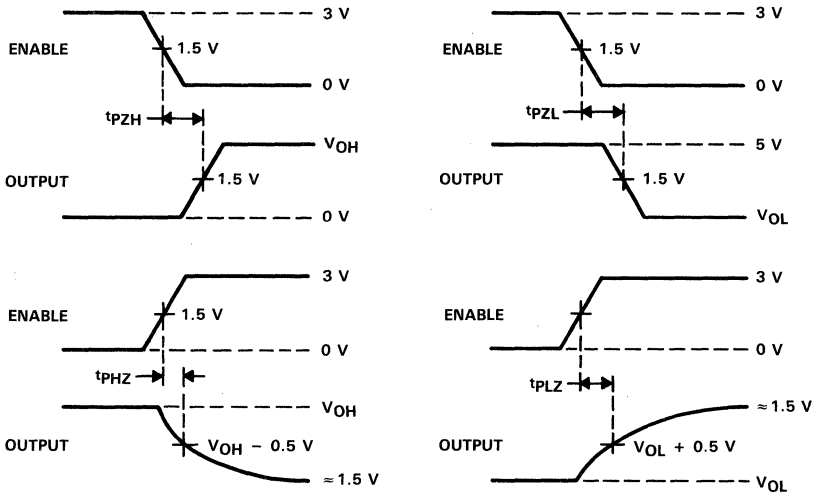 3 V
ENABLE
1.5 V
0 V
tPZH
VOH
OUTPUT
1.5 V
0 V
3 V
ENABLE
1.5 V
0 V
tPZL
5 V
OUTPUT
1.5 V
VOL
3 V
ENABLE
1.5 V
0 V
tPHZ
VOH
OUTPUT
VOH − 0.5 V
≈1.5 V
3 V
ENABLE
0 V
tPLZ
≈1.5 V
OUTPUT
VOL + 0.5 V
VOL